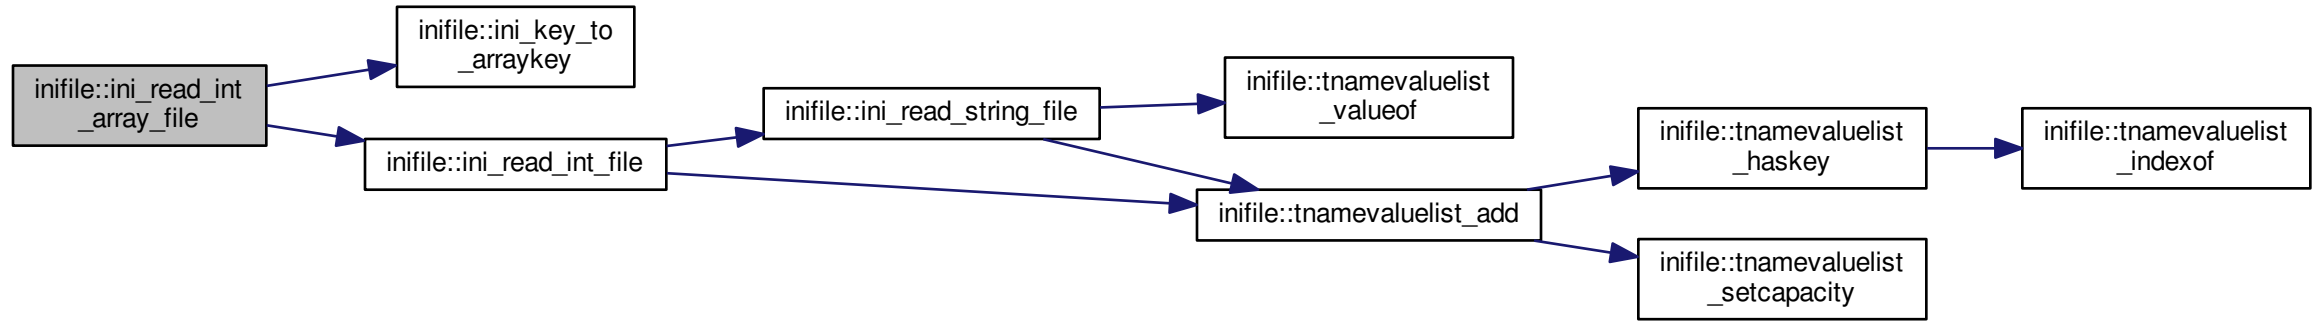 inifile::ini_read_int
_array_file
inifile::ini_key_to
_arraykey
inifile::ini_read_int_file
inifile::ini_read_string_file
inifile::tnamevaluelist
_valueof
inifile::tnamevaluelist_add
inifile::tnamevaluelist
_haskey
inifile::tnamevaluelist
_setcapacity
inifile::tnamevaluelist
_indexof